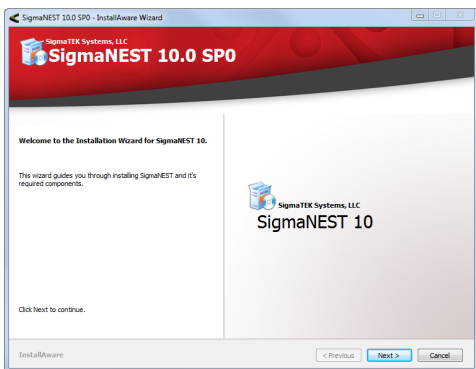 SigmaNEST 10.0 SP0 - InstallAware Wizard
SigmaTEK Systems, LLC
SigmaNEST 10.0 SP0
Welcome to the Installation Wizard for SigmaNEST 10.
This wizard guides you through installing SigmaNEST and it's
required components.
SigmaTEK Systems, LLC
SigmaNEST 10
Click Next to continue.
InstallAware
< Previous
Next >
Cancel